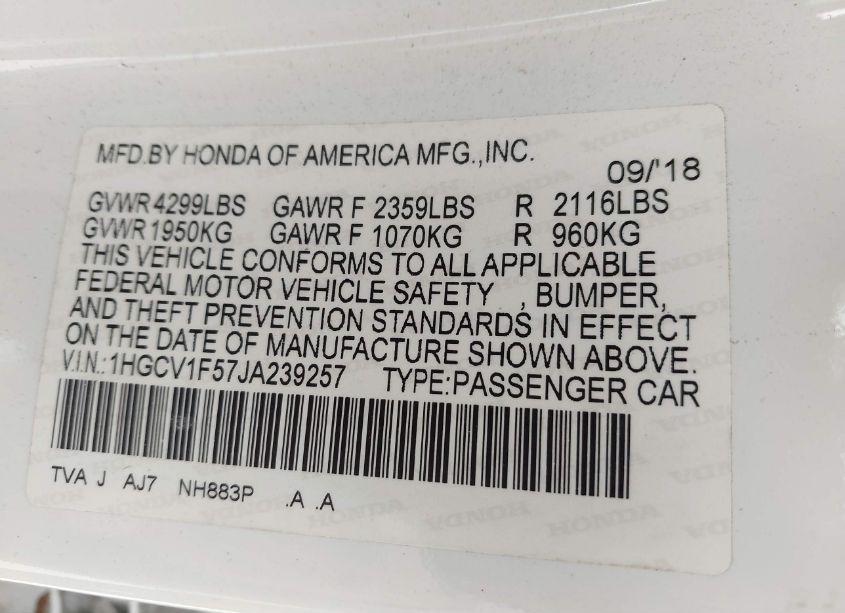 MFD.BY HONDA OF AMERICA MFG.,INC. 09/'18
GVWR 4299LBS GAWR F 2359LBS R 2116LBS
GVWR 1950KG GAWR F 1070KG R 960KG
THIS VEHICLE CONFORMS TO ALL APPLICABLE
FEDERAL MOTOR VEHICLE SAFETY , BUMPER,
AND THEFT PREVENTION STANDARDS IN EFFECT
ON THE DATE OF MANUFACTURE SHOWN ABOVE.
V.I.N.:1HGCV1F57JA239257 TYPE:PASSENGER CAR
TVA J AJ7 NH883P .A .A